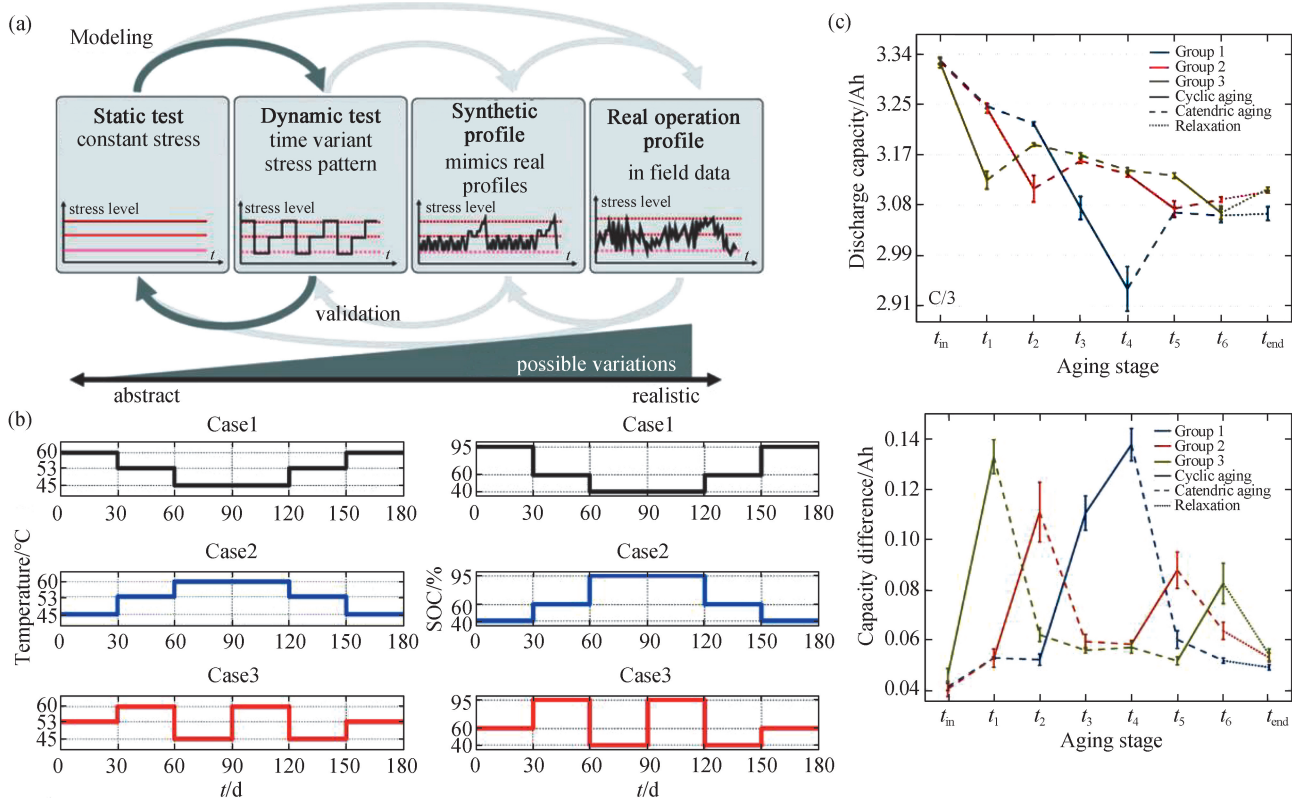 (a)
Modeling
Static test
constant stress
stress level
t
Dynamic test
time variant
stress pattern
stress level
t
Synthetic
profile
mimics real
profiles
stress level
t
Real operation
profile
in field data
stress level
t
validation
possible variations
abstract
realistic
(b)
Temperature/°C
Case1
60
53
45
0 30 60 90 120 150 180
Case2
60
53
45
0 30 60 90 120 150 180
Case3
60
53
45
0 30 60 90 120 150 180
t/d
SOC/%
Case1
95
60
40
0 30 60 90 120 150 180
Case2
95
60
40
0 30 60 90 120 150 180
Case3
95
60
40
0 30 60 90 120 150 180
t/d
(c)
Discharge capacity/Ah
3.34
3.25
3.17
3.08
2.99
2.91
Group 1
Group 2
Group 3
Cyclic aging
Catendric aging
Relaxation
C/3
tin t1 t2 t3 t4 t5 t6 tend
Aging stage
Capacity difference/Ah
0.14
0.12
0.10
0.08
0.06
0.04
Group 1
Group 2
Group 3
Cyclic aging
Catendric aging
Relaxation
tin t1 t2 t3 t4 t5 t6 tend
Aging stage